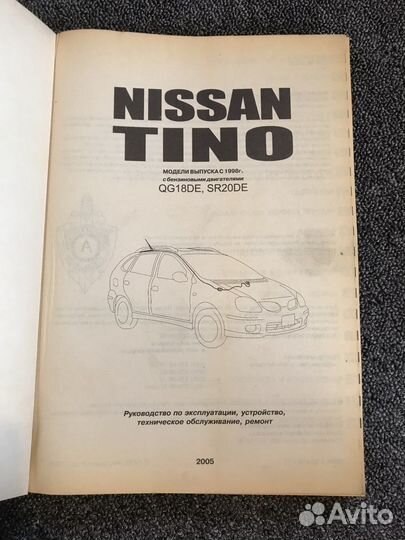 NISSAN
TINO
МОДЕЛИ ВЫПУСКА С 1998г.
с бензиновыми двигателями
QG18DE, SR20DE
А
Руководство по эксплуатации, устройство,
техническое обслуживание, ремонт
2005
Avito